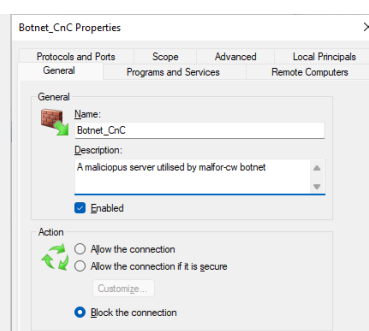 Botnet_CnC Properties
Protocols and Ports Scope Advanced Local Principals
General Programs and Services Remote Computers
General
Name:
Botnet_CnC
Description:
A maliciopus server utilised by malfor-cw botnet
Enabled
Action
Allow the connection
Allow the connection if it is secure
Customize...
Block the connection